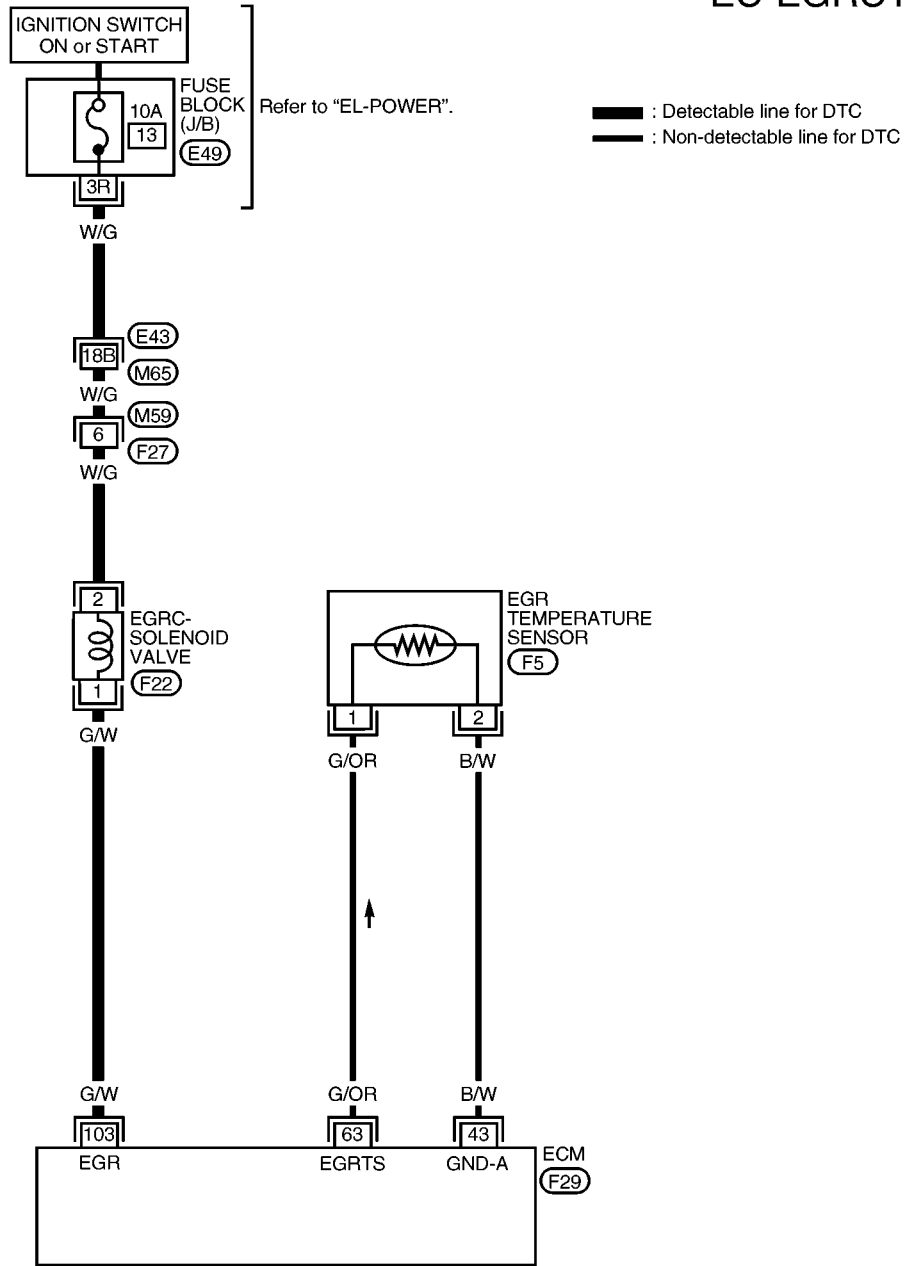 IGNITION SWITCH
ON or START
FUSE
BLOCK
(J/B)
10A
13
E49
Refer to “EL-POWER”.
: Detectable line for DTC
: Non-detectable line for DTC
3R
W/G
E43
18B
M65
W/G
M59
6
F27
W/G
2
EGRC-
SOLENOID
VALVE
F22
1
G/W
EGR
TEMPERATURE
SENSOR
F5
1
2
G/OR
B/W
G/W
G/OR
B/W
103
63
43
EGR
EGRTS
GND-A
ECM
F29